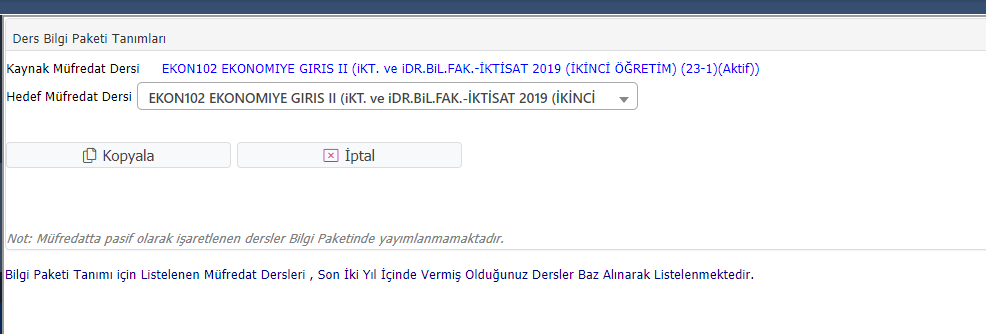 Ders Bilgi Paketi Tanımları
Kaynak Müfredat Dersi EKON102 EKONOMIYE GIRIS II (iKT. ve iDR.BiL.FAK.-İKTİSAT 2019 (İKİNCİ ÖĞRETİM) (23-1)(Aktif))
Hedef Müfredat Dersi EKON102 EKONOMIYE GIRIS II (iKT. ve iDR.BiL.FAK.-İKTİSAT 2019 (İKİNCİ
Kopyala İptal
Not: Müfredatta pasif olarak işaretlenen dersler Bilgi Paketinde yayımlanmamaktadır.
Bilgi Paketi Tanımı için Listelenen Müfredat Dersleri , Son İki Yıl İçinde Vermiş Olduğunuz Dersler Baz Alınarak Listelenmektedir.